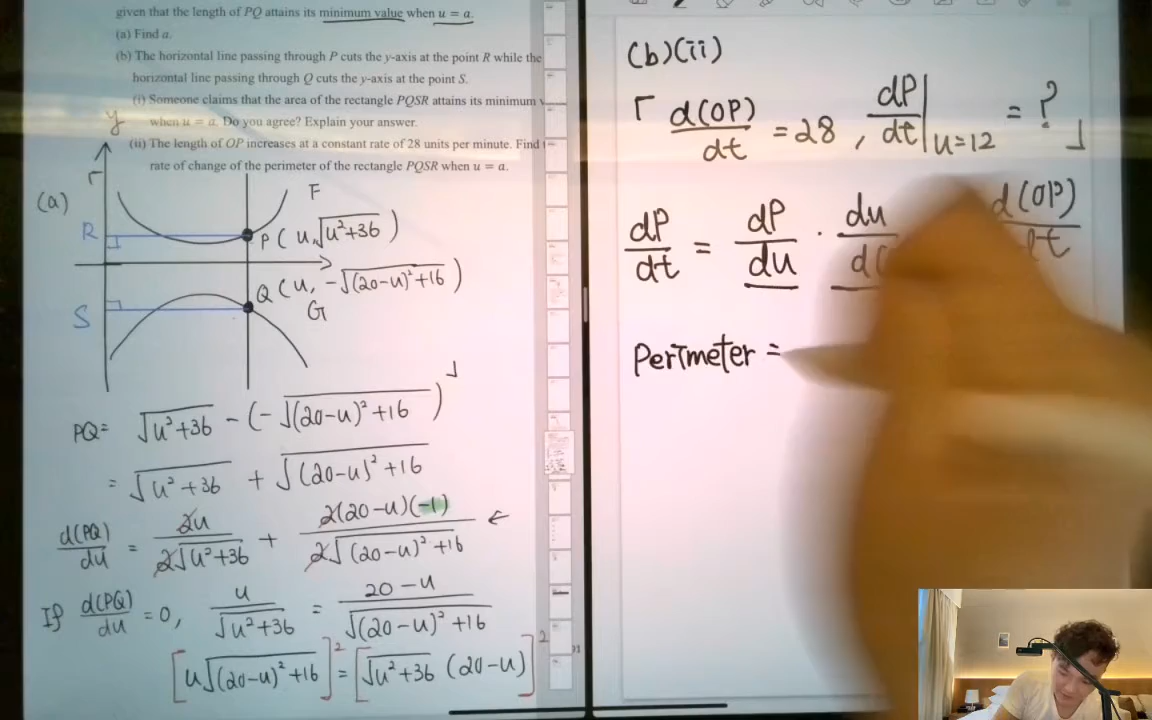 given that the length of PQ attains its minimum value when u = a.
(a) Find a.
(b) The horizontal line passing through P cuts the y-axis at the point R while the
horizontal line passing through Q cuts the y-axis at the point S.
(i) Someone claims that the area of the rectangle PQSR attains its minimum
when u = a. Do you agree? Explain your answer.
(ii) The length of OP increases at a constant rate of 28 units per minute. Find
rate of change of the perimeter of the rectangle PQSR when u = a.
y
(a)
F
R
P(u, √(u²+36))
Q(u, -√((20-u)²+16))
G
S
PQ = √(u²+36) - (-√((20-u)²+16))
= √(u²+36) + √((20-u)²+16)
d(PQ)/du = 2u/(2√(u²+36)) + 2(20-u)(-1)/(2√((20-u)²+16)) ←
If d(PQ)/du = 0, u/√(u²+36) = (20-u)/√((20-u)²+16)
[u√((20-u)²+16)]² = [√(u²+36) (20-u)]²
(b)(ii)
「d(OP)/dt = 28, dP/dt|u=12 = ?」
dP/dt = dP/du · du/d( d(OP)/dt
Perimeter =